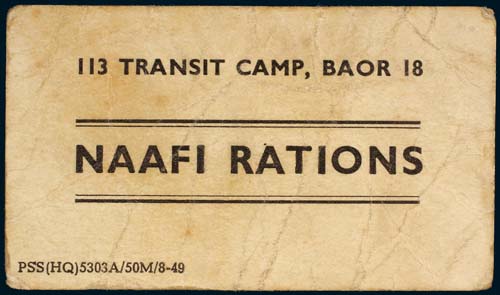 113 TRANSIT CAMP, BAOR 18
NAAFI RATIONS
PSS(HQ)5303A/50M/8-49